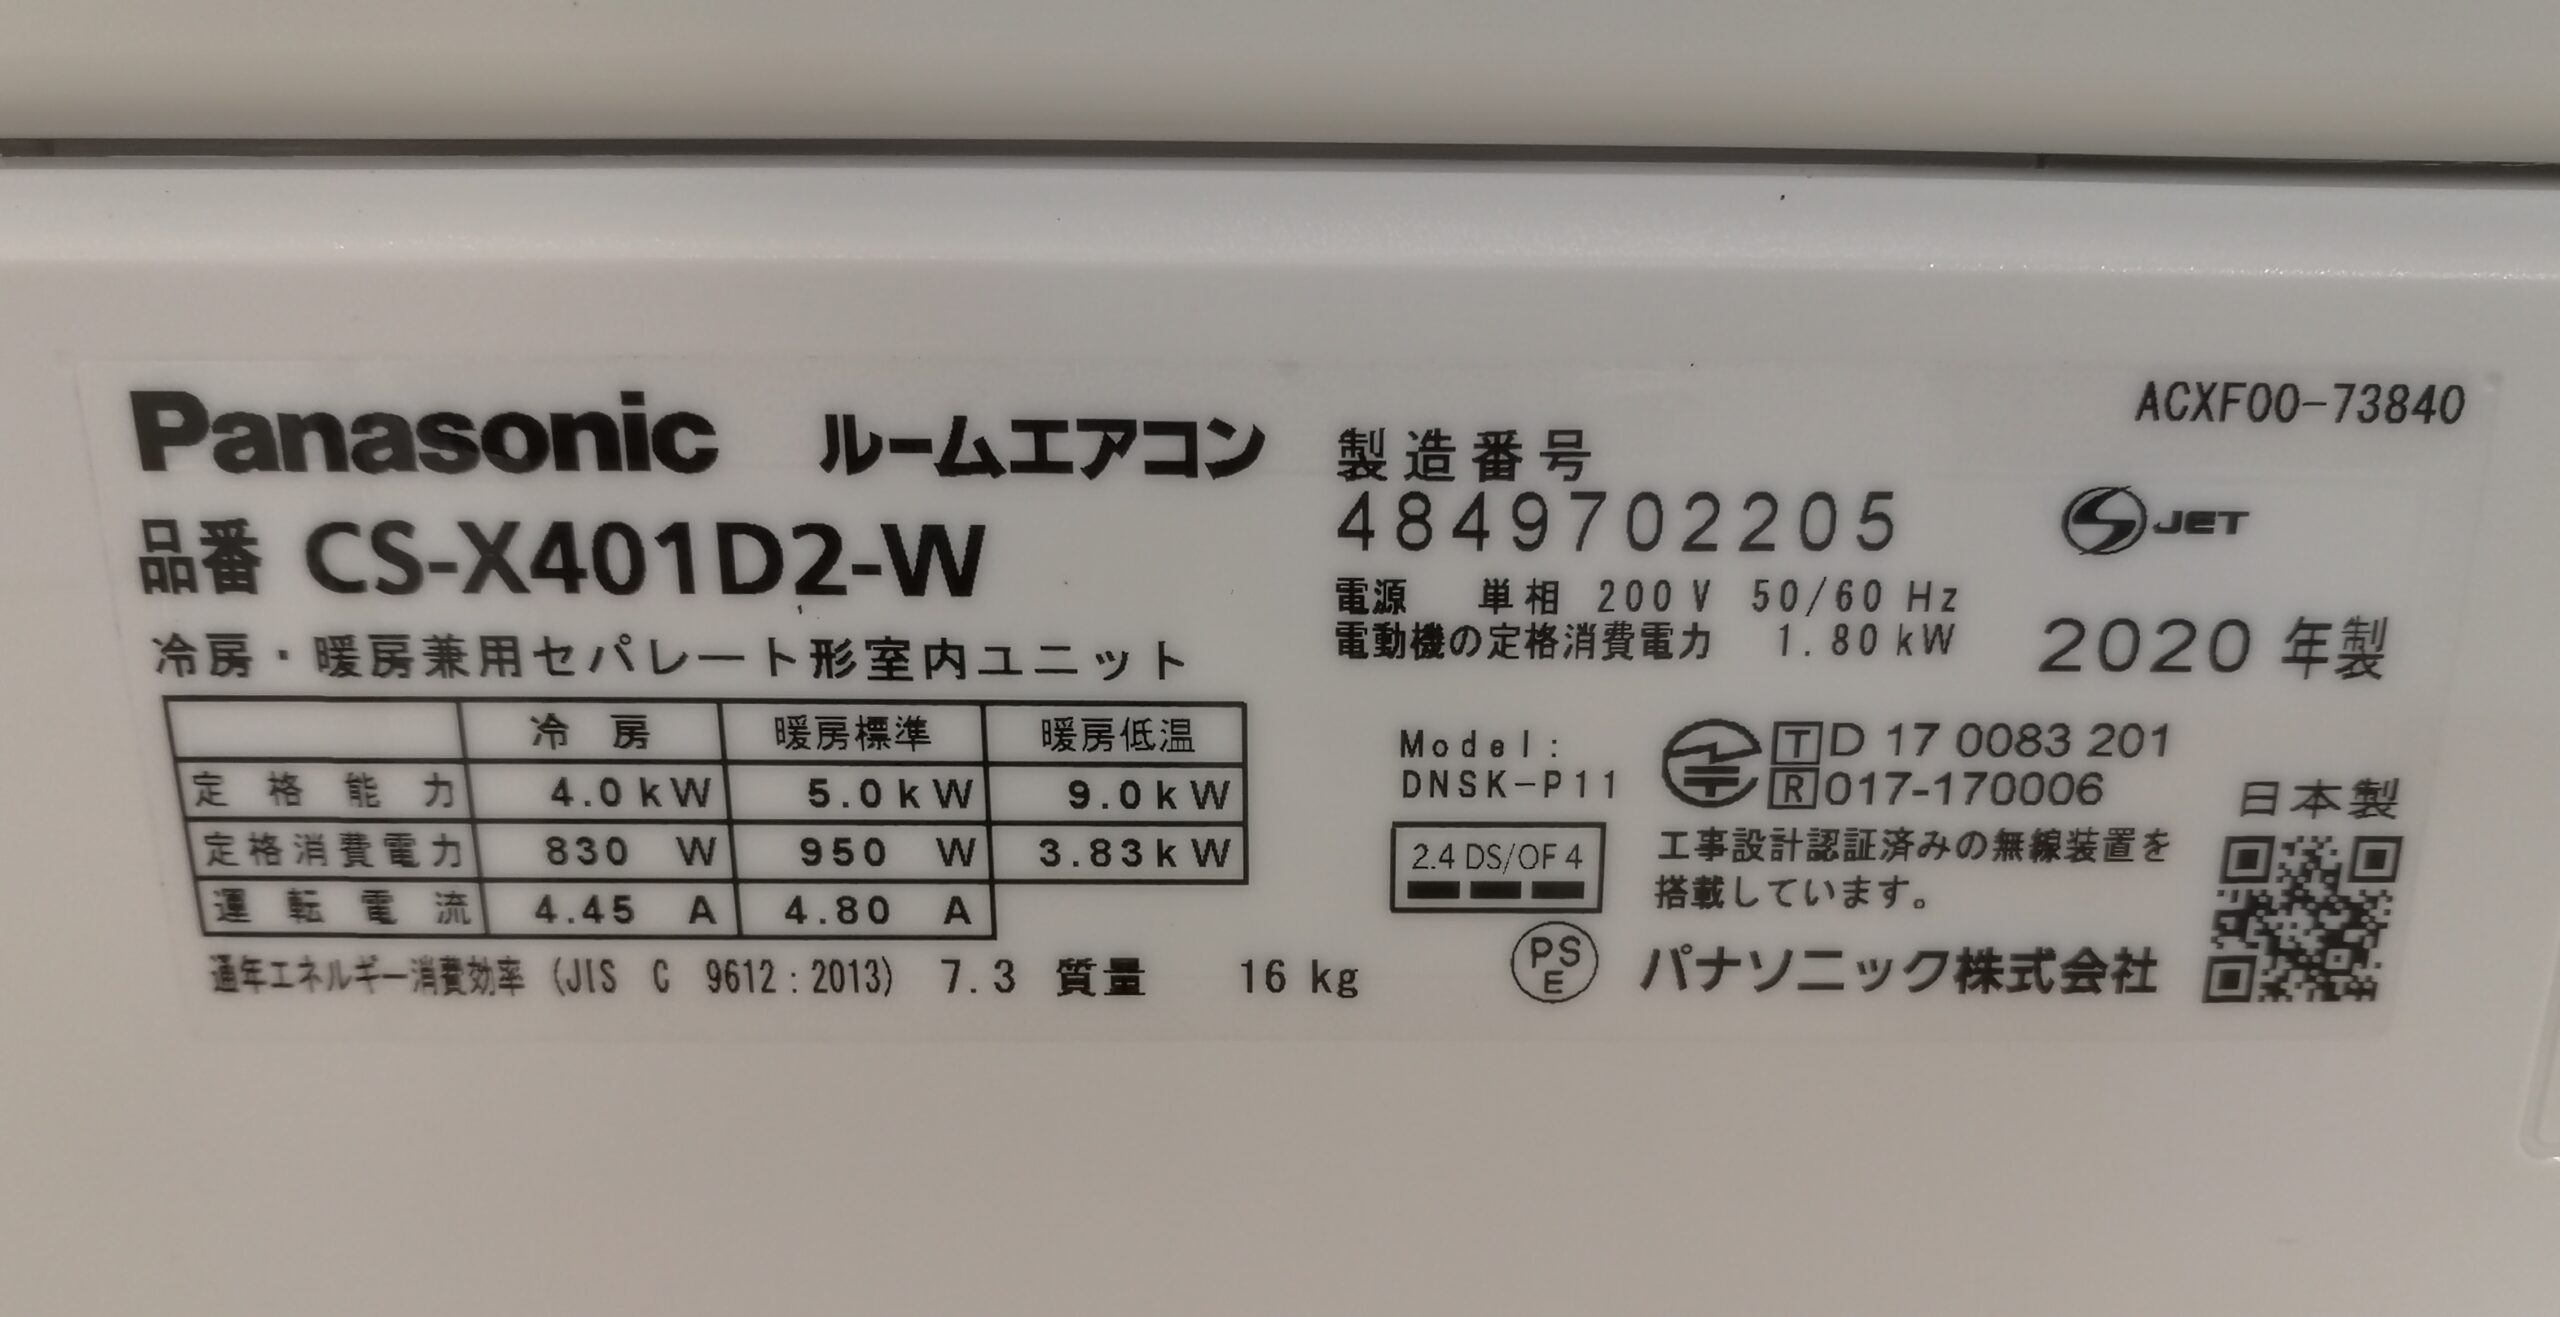 Panasonic ルームエアコン
品番 CS-X401D2-W
冷房・暖房兼用セパレート形室内ユニット
冷房 暖房標準 暖房低温
定格能力 4.0kW 5.0kW 9.0kW
定格消費電力 830 W 950 W 3.83kW
運転電流 4.45 A 4.80 A
通年エネルギー消費効率 (JIS C 9612:2013) 7.3 質量 16 kg
製造番号
4849702205
電源 単相 200V 50/60Hz
電動機の定格消費電力 1.80kW
ACXF00-73840
JET
2020年製
Model:
DNSK-P11
T D 17 0083 201
R 017-170006
2.4 DS/OF 4
工事設計認証済みの無線装置を
搭載しています。
日本製
PS
E
パナソニック株式会社